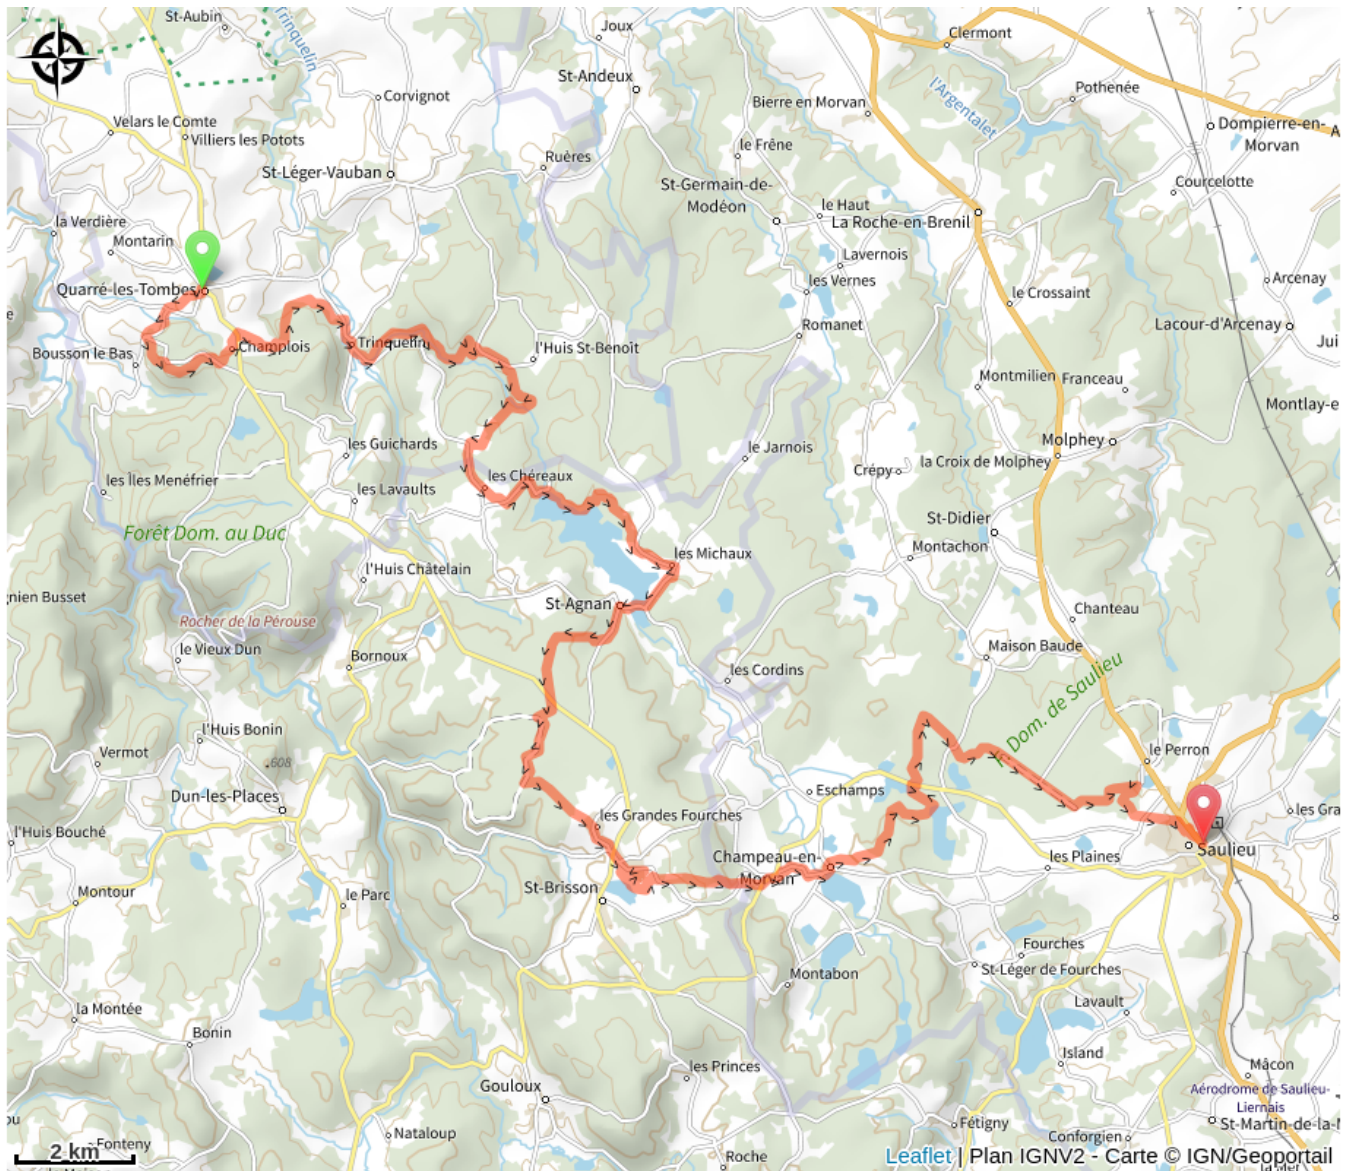 St-Aubin
Trinquelin
Joux
Clermont
St-Andeux
Corvignot
Pothenée
Bierre en Morvan
l'Argentalet
Velars le Comte
Villiers les Potots
Dompierre-en-
Morvan
le Frêne
Ruères
St-Léger-Vauban
St-Germain-de-
Modéon
Courcelotte
la Verdière
le Haut
La Roche-en-Brenil
Montarin
Lavernois
les Vernes
Arcenay
Quarré-les-Tombes
le Crossaint
Romanet
Lacour-d'Arcenay
Jui
Bousson le Bas
Champlois
Trinquelin
l'Huis St-Benoît
Montmilien
Franceau
Montlay-e
les Guichards
le Jarnois
Molphey
la Croix de Molphey
Crépy
les Îles Menéfrier
les Lavaults
les Chéreaux
Forêt Dom. au Duc
St-Didier
Montachon
les Michaux
l'Huis Châtelain
gnien Busset
St-Agnan
Chanteau
Rocher de la Pérouse
le Vieux Dun
Bornoux
Maison Baude
les Cordins
Dom. de Saulieu
l'Huis Bonin
Vermot
608
le Perron
Dun-les-Places
Eschamps
les Grandes Fourches
les Gra
l'Huis Bouché
Saulieu
Champeau-en-
Morvan
les Plaines
Montour
le Parc
St-Brisson
Fourches
St-Léger de Fourches
Montabon
la Montée
Lavault
Bonin
Island
les Princes
Mâcon
Gouloux
Aérodrome de Saulieu-
Liernais
Fétigny
St-Martin-de-la-
Nataloup
Conforgien
2 km
Fonteny
Roche
Leaflet | Plan IGNV2 - Carte © IGN/Geoportail